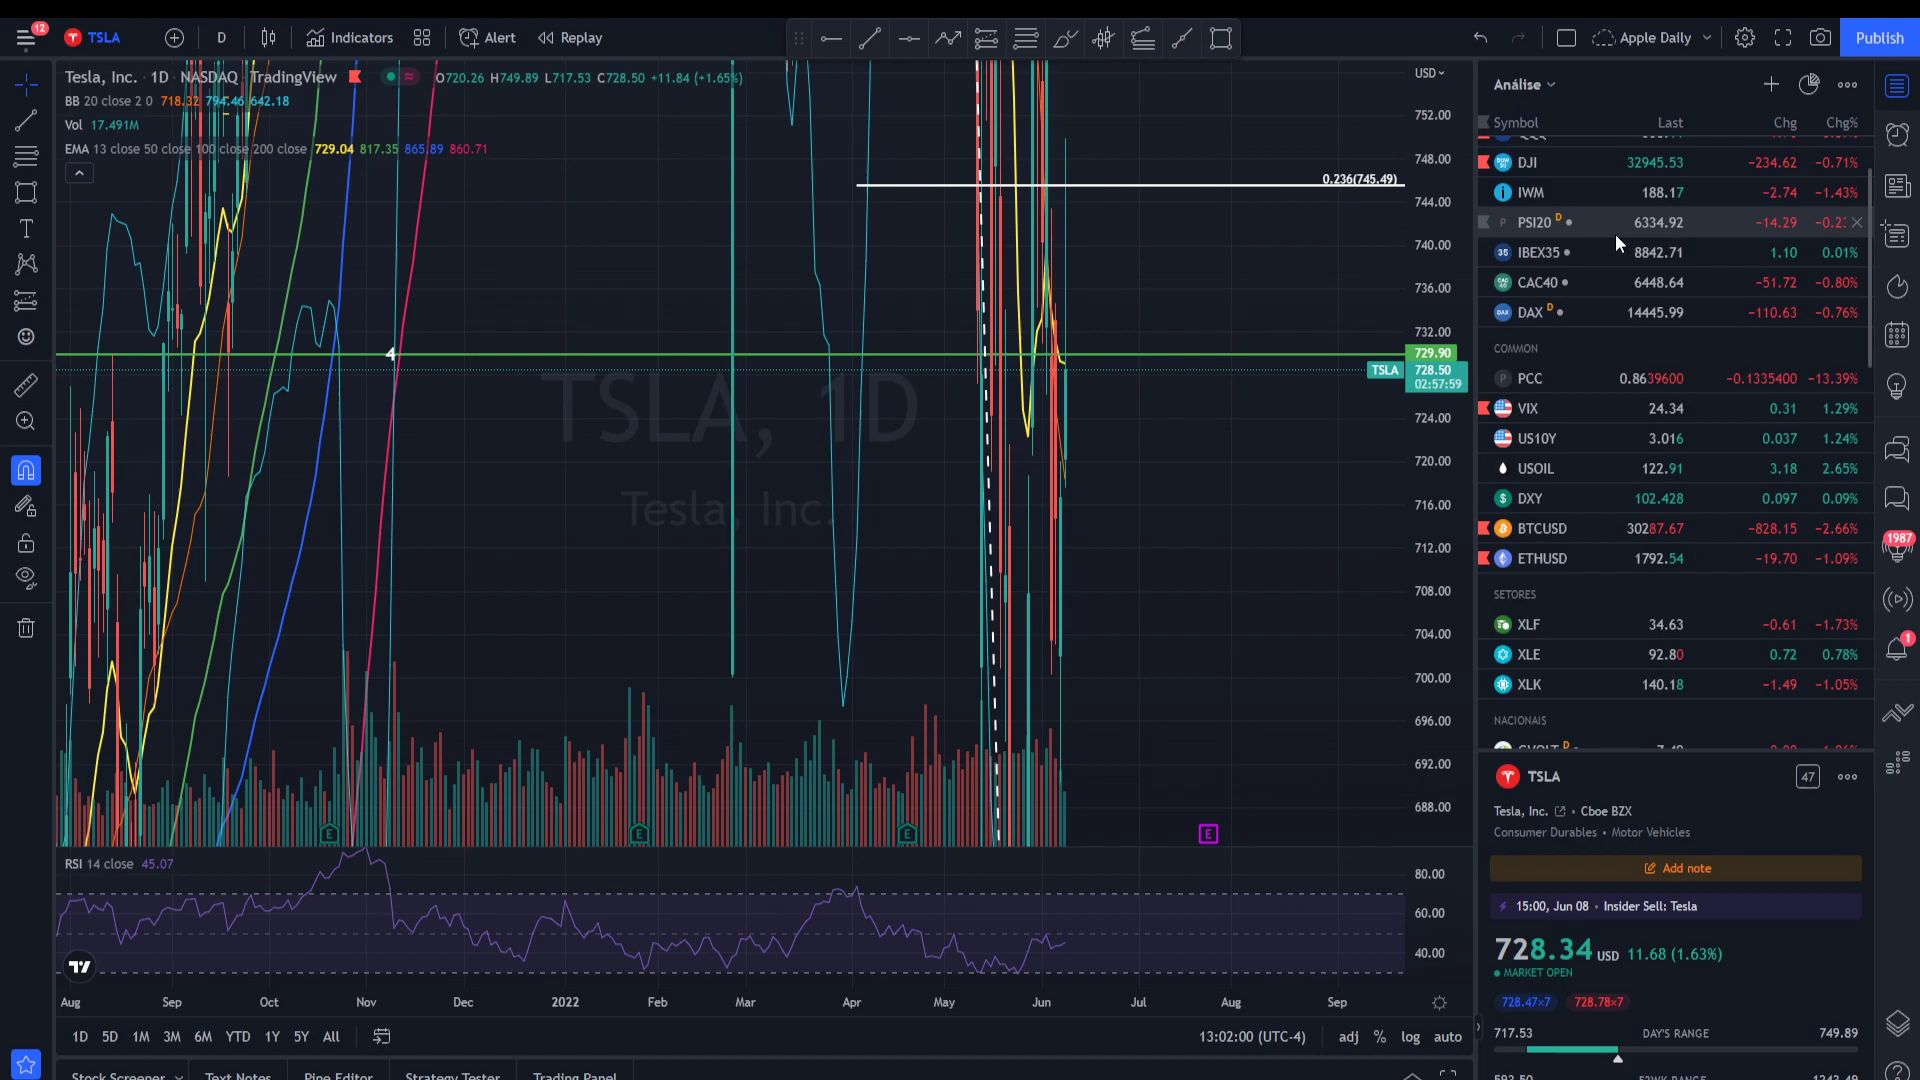 12
TSLA
D
Indicators
Alert
Replay
Apple Daily
Publish
Tesla, Inc. · 1D · NASDAQ TradingView
O720.26 H749.89 L717.53 C728.50 +11.84 (+1.65%)
BB 20 close 2 0 718.32 794.46 642.18
Vol 17.491M
EMA 13 close 50 close 100 close 200 close 729.04 817.35 865.89 860.71
TSLA, 1D
Tesla, Inc.
4
0.236(745.49)
USD
752.00
748.00
744.00
740.00
736.00
732.00
729.90
TSLA 728.50
02:57:59
724.00
720.00
716.00
712.00
708.00
704.00
700.00
696.00
692.00
688.00
E
E
E
E
RSI 14 close 45.07
80.00
60.00
40.00
Aug Sep Oct Nov Dec 2022 Feb Mar Apr May Jun Jul Aug Sep
1D 5D 1M 3M 6M YTD 1Y 5Y All
13:02:00 (UTC-4) adj % log auto
Stock Screener Text Notes Pine Editor Strategy Tester Trading Panel
Análise
Symbol Last Chg Chg%
DJI 32945.53 −234.62 −0.71%
IWM 188.17 −2.74 −1.43%
PSI20 D 6334.92 −14.29
IBEX35 8842.71 1.10 0.01%
CAC40 6448.64 −51.72 −0.80%
DAX D 14445.99 −110.63 −0.76%
COMMON
PCC 0.8639600 −0.1335400 −13.39%
VIX 24.34 0.31 1.29%
US10Y 3.016 0.037 1.24%
USOIL 122.91 3.18 2.65%
DXY 102.428 0.097 0.09%
BTCUSD 30287.67 −828.15 −2.66%
ETHUSD 1792.54 −19.70 −1.09%
SETORES
XLF 34.63 −0.61 −1.73%
XLE 92.80 0.72 0.78%
XLK 140.18 −1.49 −1.05%
NACIONAIS
TSLA 47
Tesla, Inc. • Cboe BZX
Consumer Durables • Motor Vehicles
Add note
15:00, Jun 08 • Insider Sell: Tesla
728.34 USD 11.68 (1.63%)
MARKET OPEN
728.47×7 728.78×7
717.53 DAY'S RANGE 749.89
1987
1